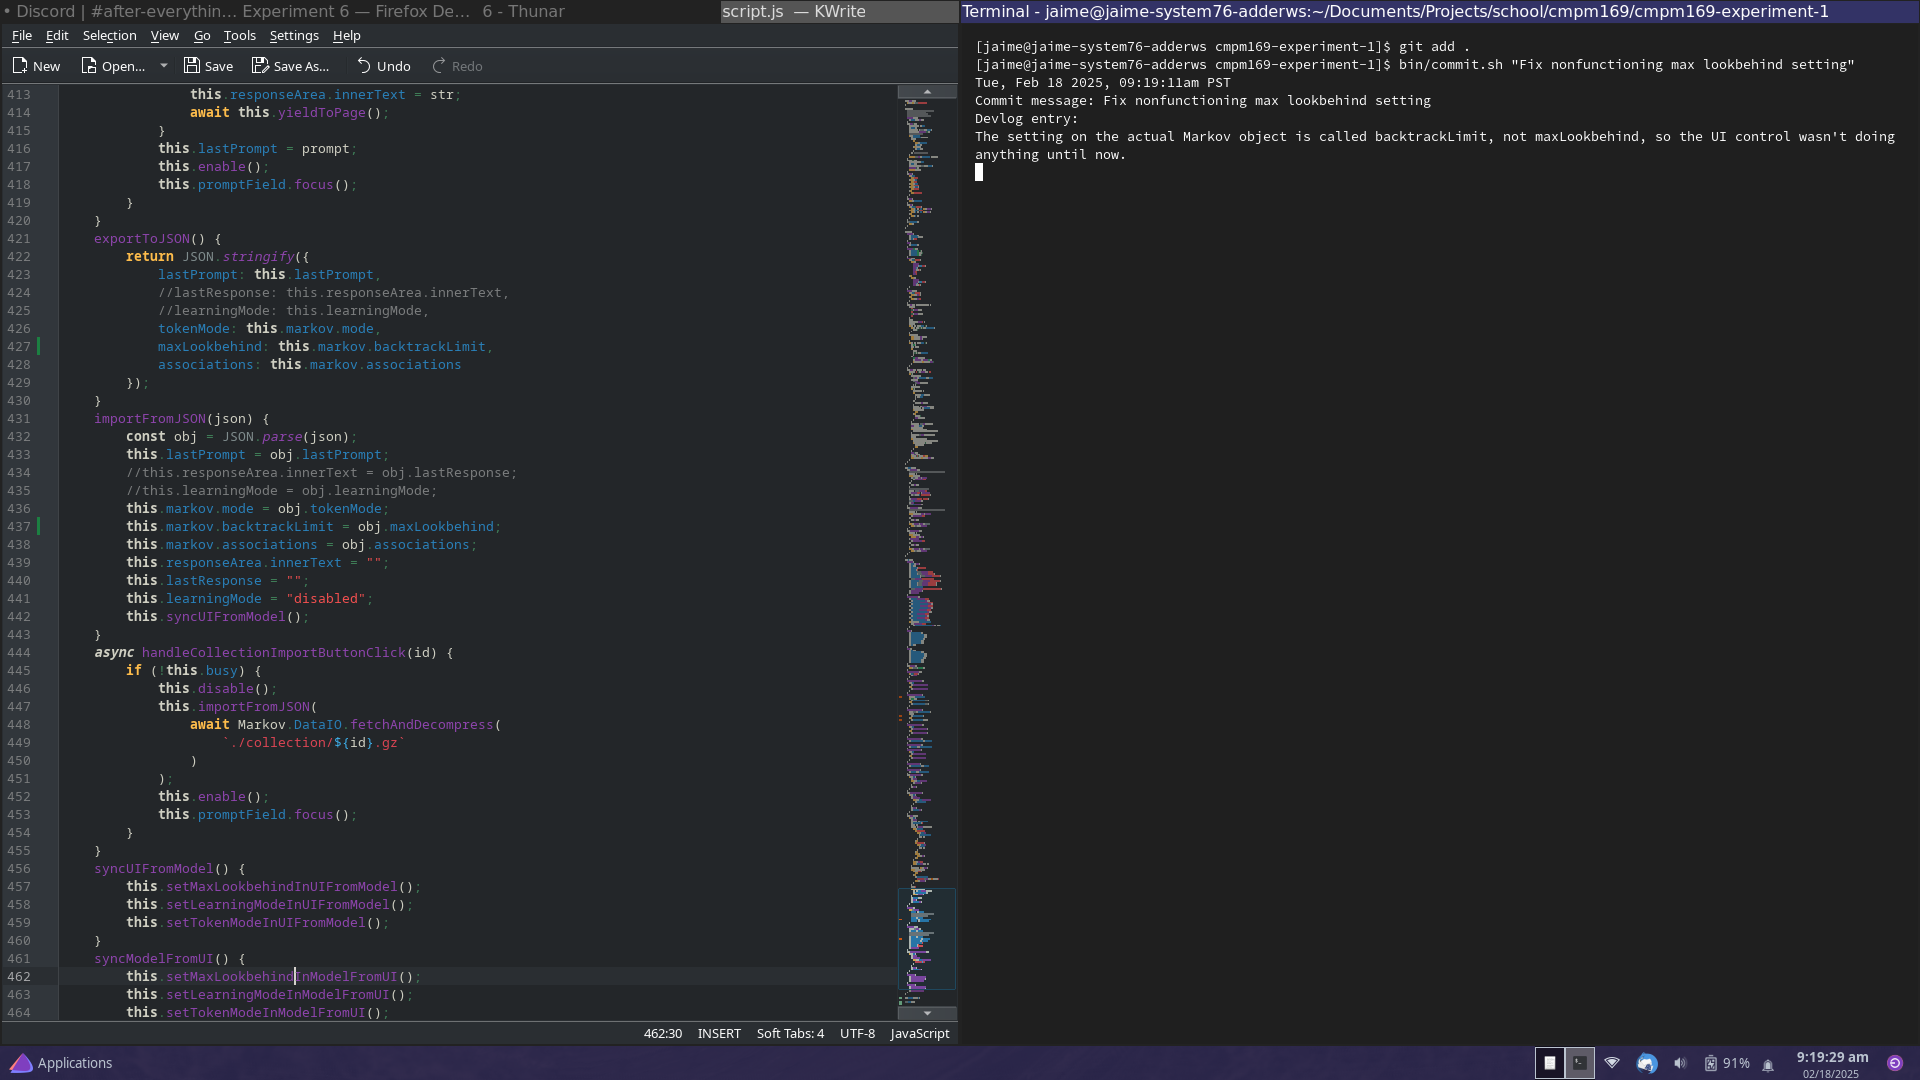 • Discord | #after-everythin… Experiment 6 — Firefox De… 6 - Thunar
script.js — KWrite
File Edit Selection View Go Tools Settings Help
New Open... Save Save As... Undo Redo
413 this.responseArea.innerText = str;
414 await this.yieldToPage();
415 }
416 this.lastPrompt = prompt;
417 this.enable();
418 this.promptField.focus();
419 }
420 }
421 exportToJSON() {
422 return JSON.stringify({
423 lastPrompt: this.lastPrompt,
424 //lastResponse: this.responseArea.innerText,
425 //learningMode: this.learningMode,
426 tokenMode: this.markov.mode,
427 maxLookbehind: this.markov.backtrackLimit,
428 associations: this.markov.associations
429 });
430 }
431 importFromJSON(json) {
432 const obj = JSON.parse(json);
433 this.lastPrompt = obj.lastPrompt;
434 //this.responseArea.innerText = obj.lastResponse;
435 //this.learningMode = obj.learningMode;
436 this.markov.mode = obj.tokenMode;
437 this.markov.backtrackLimit = obj.maxLookbehind;
438 this.markov.associations = obj.associations;
439 this.responseArea.innerText = "";
440 this.lastResponse = "";
441 this.learningMode = "disabled";
442 this.syncUIFromModel();
443 }
444 async handleCollectionImportButtonClick(id) {
445 if (!this.busy) {
446 this.disable();
447 this.importFromJSON(
448 await Markov.DataIO.fetchAndDecompress(
449 `./collection/${id}.gz`
450 )
451 );
452 this.enable();
453 this.promptField.focus();
454 }
455 }
456 syncUIFromModel() {
457 this.setMaxLookbehindInUIFromModel();
458 this.setLearningModeInUIFromModel();
459 this.setTokenModeInUIFromModel();
460 }
461 syncModelFromUI() {
462 this.setMaxLookbehindInModelFromUI();
463 this.setLearningModeInModelFromUI();
464 this.setTokenModeInModelFromUI();
462:30 INSERT Soft Tabs: 4 UTF-8 JavaScript
Terminal - jaime@jaime-system76-adderws:~/Documents/Projects/school/cmpm169/cmpm169-experiment-1
[jaime@jaime-system76-adderws cmpm169-experiment-1]$ git add .
[jaime@jaime-system76-adderws cmpm169-experiment-1]$ bin/commit.sh "Fix nonfunctioning max lookbehind setting"
Tue, Feb 18 2025, 09:19:11am PST
Commit message: Fix nonfunctioning max lookbehind setting
Devlog entry:
The setting on the actual Markov object is called backtrackLimit, not maxLookbehind, so the UI control wasn't doing
anything until now.
Applications
91%
9:19:29 am
02/18/2025